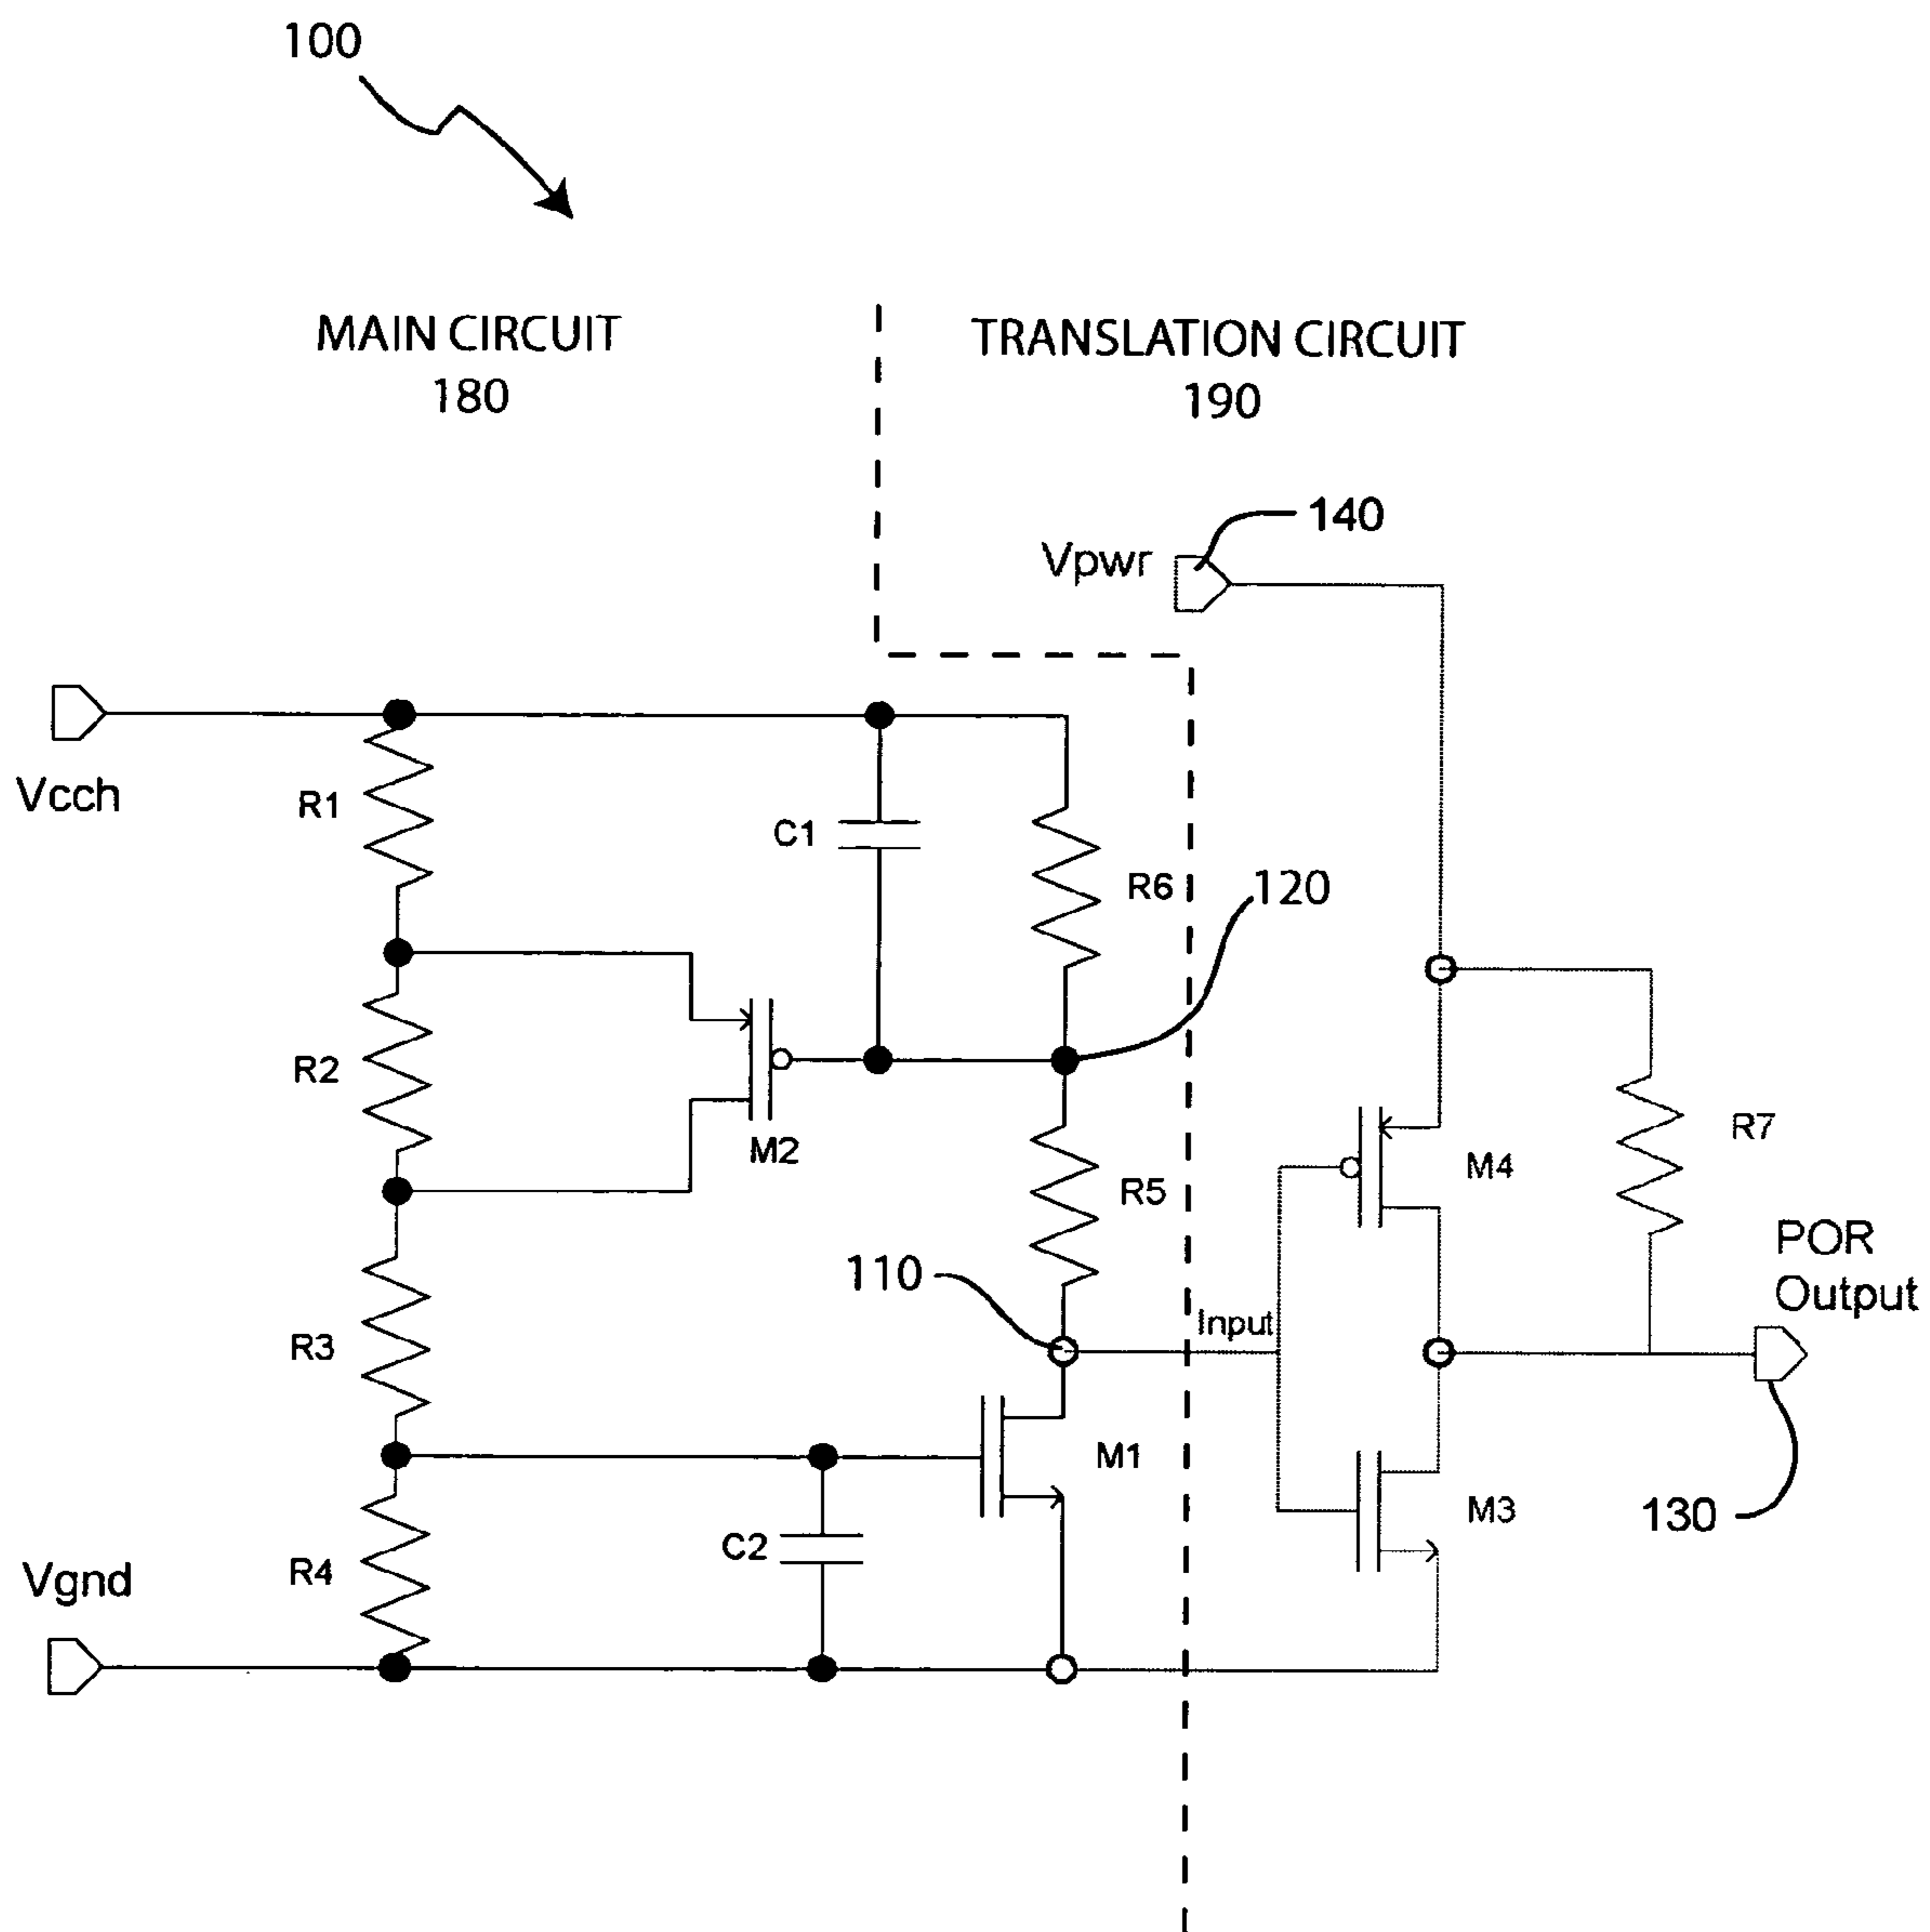 100
MAIN CIRCUIT
180
TRANSLATION CIRCUIT
190
140
Vpwr
Vcch
R1
C1
R6
120
R2
M2
R5
M4
R7
POR
Output
110
Input
R3
M1
C2
M3
130
R4
Vgnd